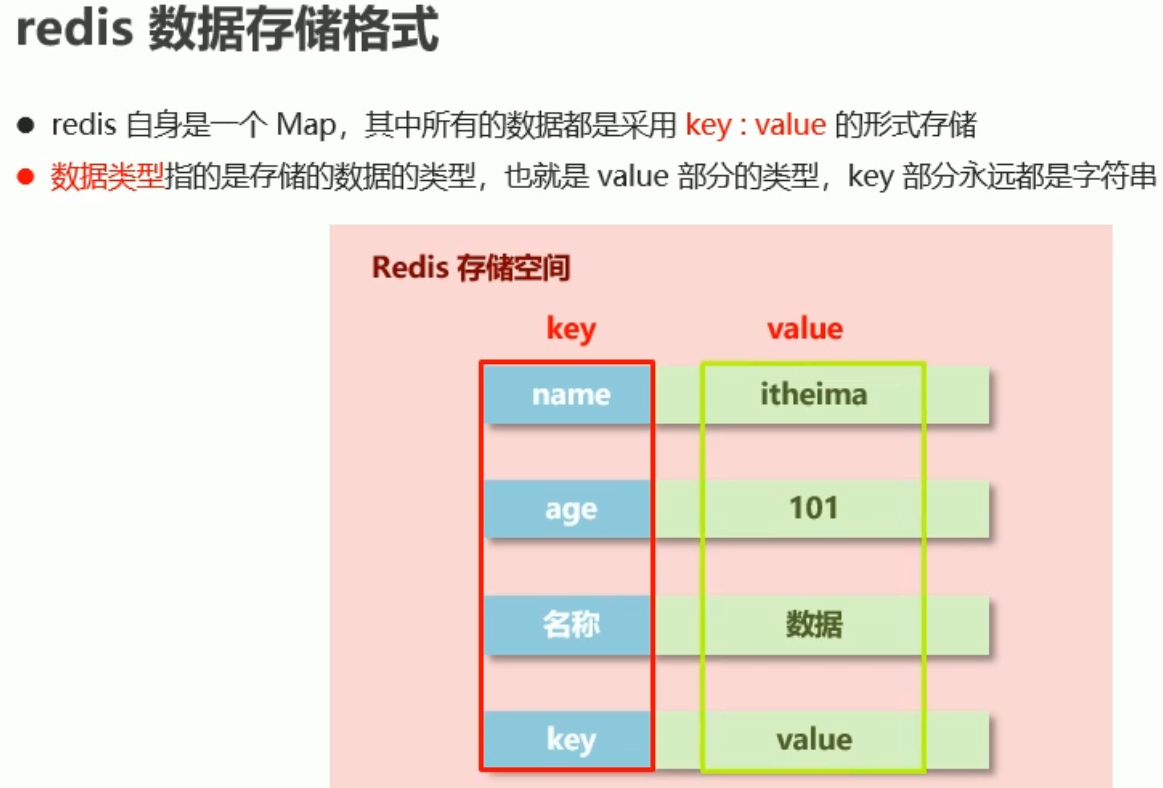 redis 数据存储格式
redis 自身是一个 Map，其中所有的数据都是采用 key : value 的形式存储
数据类型指的是存储的数据的类型，也就是 value 部分的类型，key 部分永远都是字符串
Redis 存储空间
key value
name itheima
age 101
名称 数据
key value